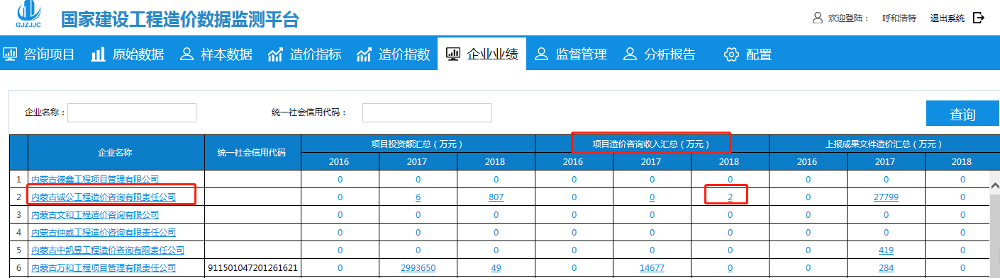 GJZJJC
国家建设工程造价数据监测平台
欢迎登陆： 呼和浩特 退出系统
咨询项目 原始数据 样本数据 造价指标 造价指数 企业业绩 监督管理 分析报告 配置
企业名称： 统一社会信用代码： 查询
企业名称 统一社会信用代码 项目投资额汇总（万元） 项目造价咨询收入汇总（万元） 上报成果文件造价汇总（万元）
2016 2017 2018 2016 2017 2018 2016 2017 2018
1 内蒙古德鑫工程项目管理有限公司 0 0 0 0 0 0 0 0 0
2 内蒙古诚公工程造价咨询有限责任公司 0 6 807 0 0 2 0 27799 0
3 内蒙古文和工程造价咨询有限公司 0 0 0 0 0 0 0 0 0
4 内蒙古仲威工程造价咨询有限责任公司 0 0 0 0 0 0 0 0 0
5 内蒙古中凯昱工程造价咨询有限责任公司 0 0 0 0 0 0 0 419 0
6 内蒙古万和工程项目管理有限责任公司 911501047201261621 0 2993650 49 0 14677 0 0 284 0